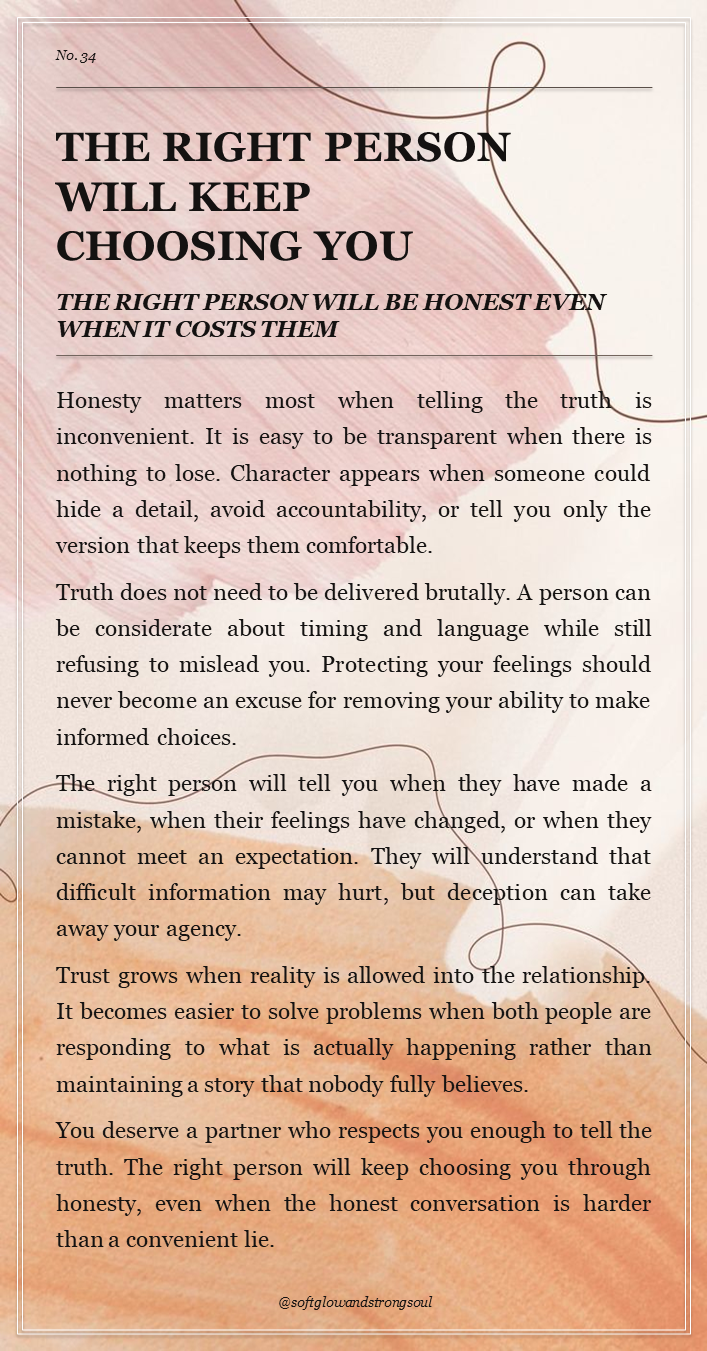 No. 34
THE RIGHT PERSON
WILL KEEP
CHOOSING YOU
THE RIGHT PERSON WILL BE HONEST EVEN
WHEN IT COSTS THEM
Honesty matters most when telling the truth is
inconvenient. It is easy to be transparent when there is
nothing to lose. Character appears when someone could
hide a detail, avoid accountability, or tell you only the
version that keeps them comfortable.
Truth does not need to be delivered brutally. A person can
be considerate about timing and language while still
refusing to mislead you. Protecting your feelings should
never become an excuse for removing your ability to make
informed choices.
The right person will tell you when they have made a
mistake, when their feelings have changed, or when they
cannot meet an expectation. They will understand that
difficult information may hurt, but deception can take
away your agency.
Trust grows when reality is allowed into the relationship.
It becomes easier to solve problems when both people are
responding to what is actually happening rather than
maintaining a story that nobody fully believes.
You deserve a partner who respects you enough to tell the
truth. The right person will keep choosing you through
honesty, even when the honest conversation is harder
than a convenient lie.
@softglowandstrongsoul